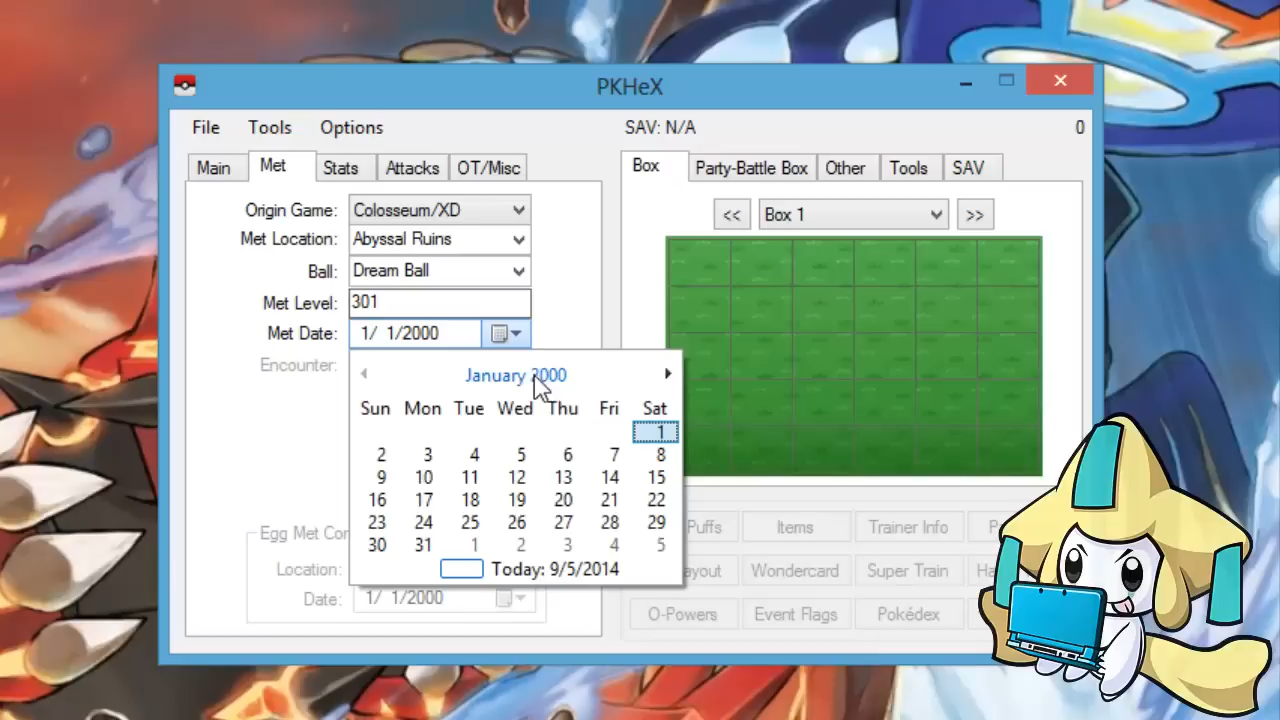 PKHeX
File Tools Options SAV: N/A 0
Main Met Stats Attacks OT/Misc
Box Party-Battle Box Other Tools SAV
Origin Game: Colosseum/XD
<< Box 1 >>
Met Location: Abyssal Ruins
Ball: Dream Ball
Met Level: 301
Met Date: 1/ 1/2000
Encounter:
January 2000
Sun Mon Tue Wed Thu Fri Sat
1
2 3 4 5 6 7 8
9 10 11 12 13 14 15
16 17 18 19 20 21 22
23 24 25 26 27 28 29
30 31 1 2 3 4 5
Today: 9/5/2014
Egg Met Con
Location:
Date: 1/ 1/2000
Puffs Items Trainer Info P
ayout Wondercard Super Train Ha
O-Powers Event Flags Pokédex